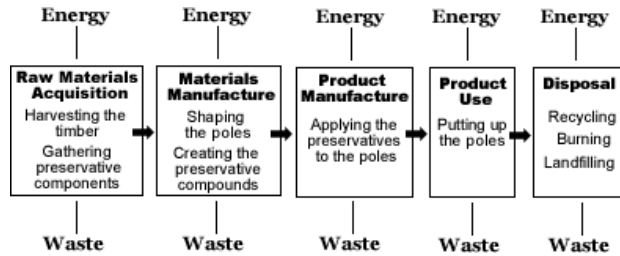 Energy
Energy
Energy
Energy
Energy
Raw Materials
Acquisition
Harvesting the
timber
Gathering
preservative
components
Materials
Manufacture
Shaping
the poles
Creating the
preservative
compounds
Product
Manufacture
Applying the
preservatives
to the poles
Product
Use
Putting up
the poles
Disposal
Recycling
Burning
Landfilling
Waste
Waste
Waste
Waste
Waste